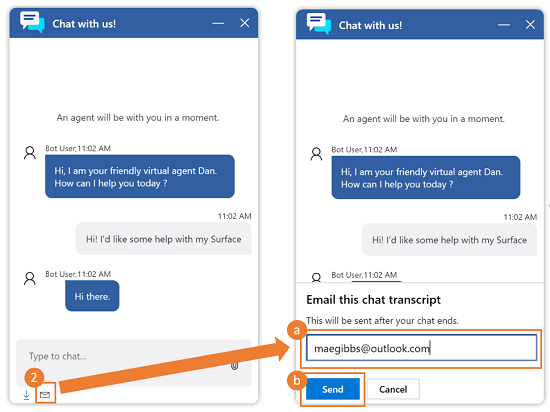 Chat with us!
An agent will be with you in a moment.
Bot User,11:02 AM
Hi, I am your friendly virtual agent Dan.
How can I help you today ?
11:02 AM
Hi! I'd like some help with my Surface
Bot User,11:02 AM
Hi there.
Type to chat...
2
Chat with us!
An agent will be with you in a moment.
Bot User,11:02 AM
Hi, I am your friendly virtual agent Dan.
How can I help you today ?
11:02 AM
Hi! I'd like some help with my Surface
Bot User,11:02 AM
Email this chat transcript
This will be sent after your chat ends.
a
maegibbs@outlook.com
b
Send
Cancel